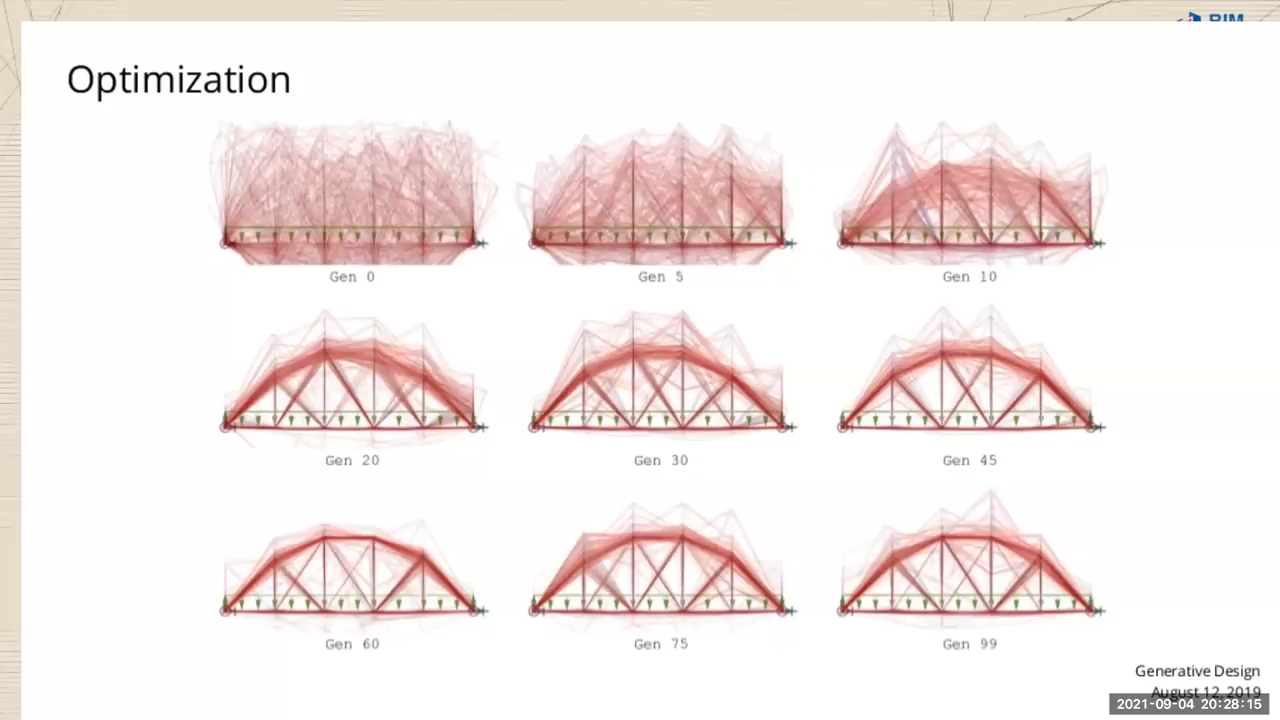 BIM
Optimization
Gen 0
Gen 5
Gen 10
Gen 20
Gen 30
Gen 45
Gen 60
Gen 75
Gen 99
Generative Design
August 12, 2019
2021-09-04 20:28:15